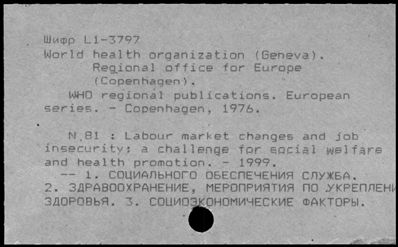 Шифр L1-3797
World health organization (Geneva).
Regional office for Europe
(Copenhagen).
WHO regional publications. European
series. - Copenhagen, 1976.
N 81 : Labour market changes and job
insecurity; a challenge for social welfare
and health promotion. - 1999.
-- 1. СОЦИАЛЬНОГО ОБЕСПЕЧЕНИЯ СЛУЖБА.
2. ЗДРАВООХРАНЕНИЕ, МЕРОПРИЯТИЯ ПО УКРЕПЛЕНИ
ЗДОРОВЬЯ. 3. СОЦИОЭКОНОМИЧЕСКИЕ ФАКТОРЫ.